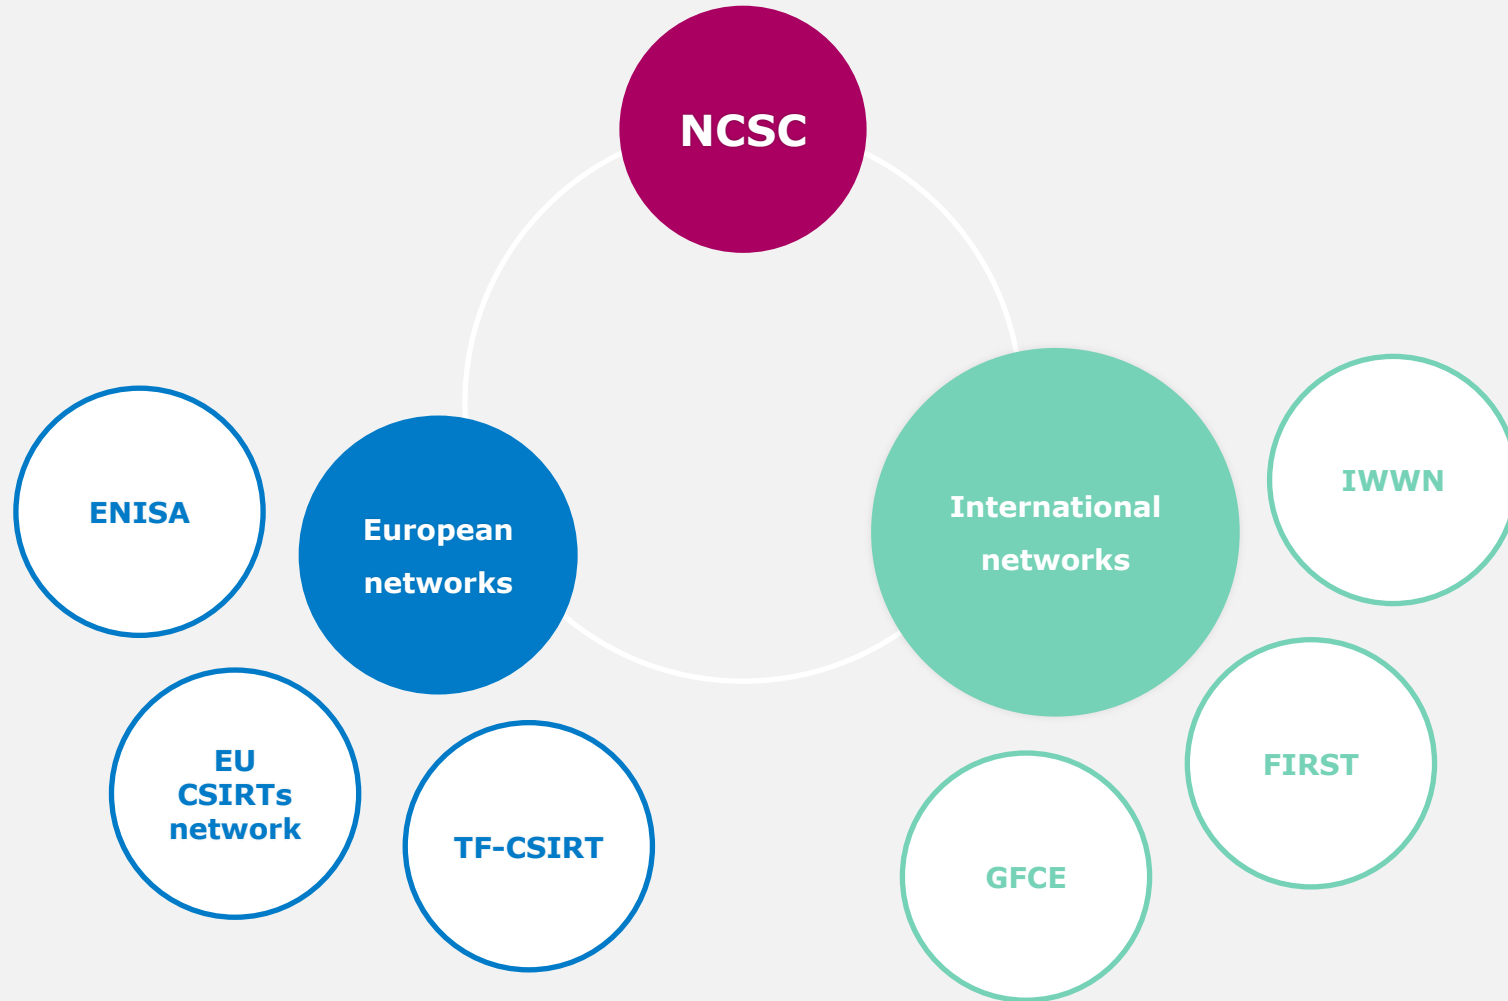 NCSC
European
networks
International
networks
ENISA
EU
CSIRTs
network
TF-CSIRT
IWWN
FIRST
GFCE